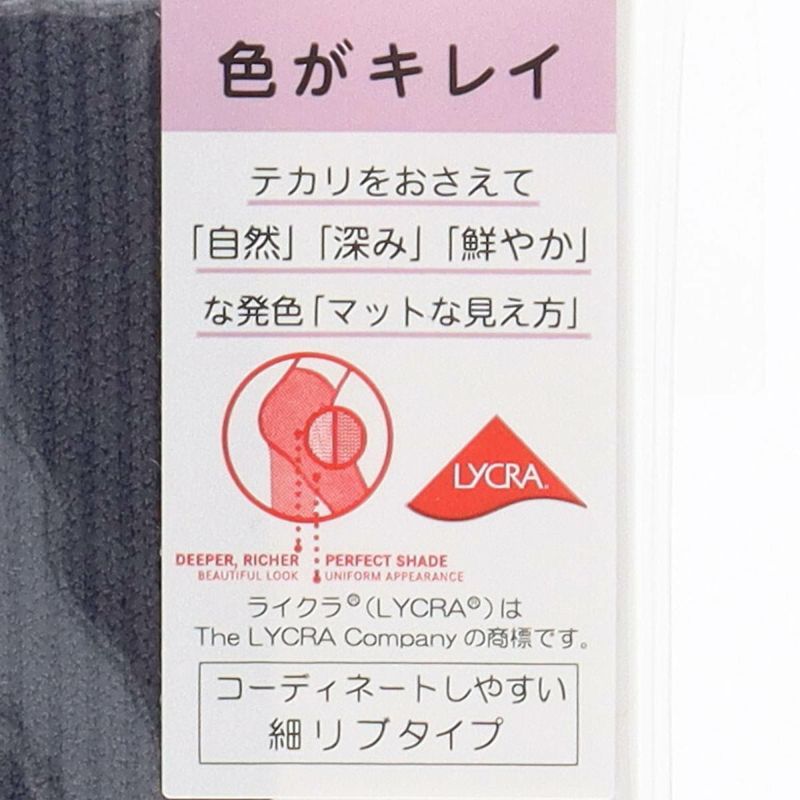 色がキレイ
テカリをおさえて
「自然」「深み」「鮮やか」
な発色「マットな見え方」
LYCRA®
DEEPER, RICHER
BEAUTIFUL LOOK
PERFECT SHADE
UNIFORM APPEARANCE
ライクラ®(LYCRA®)は
The LYCRA Company の商標です。
コーディネートしやすい
細リブタイプ